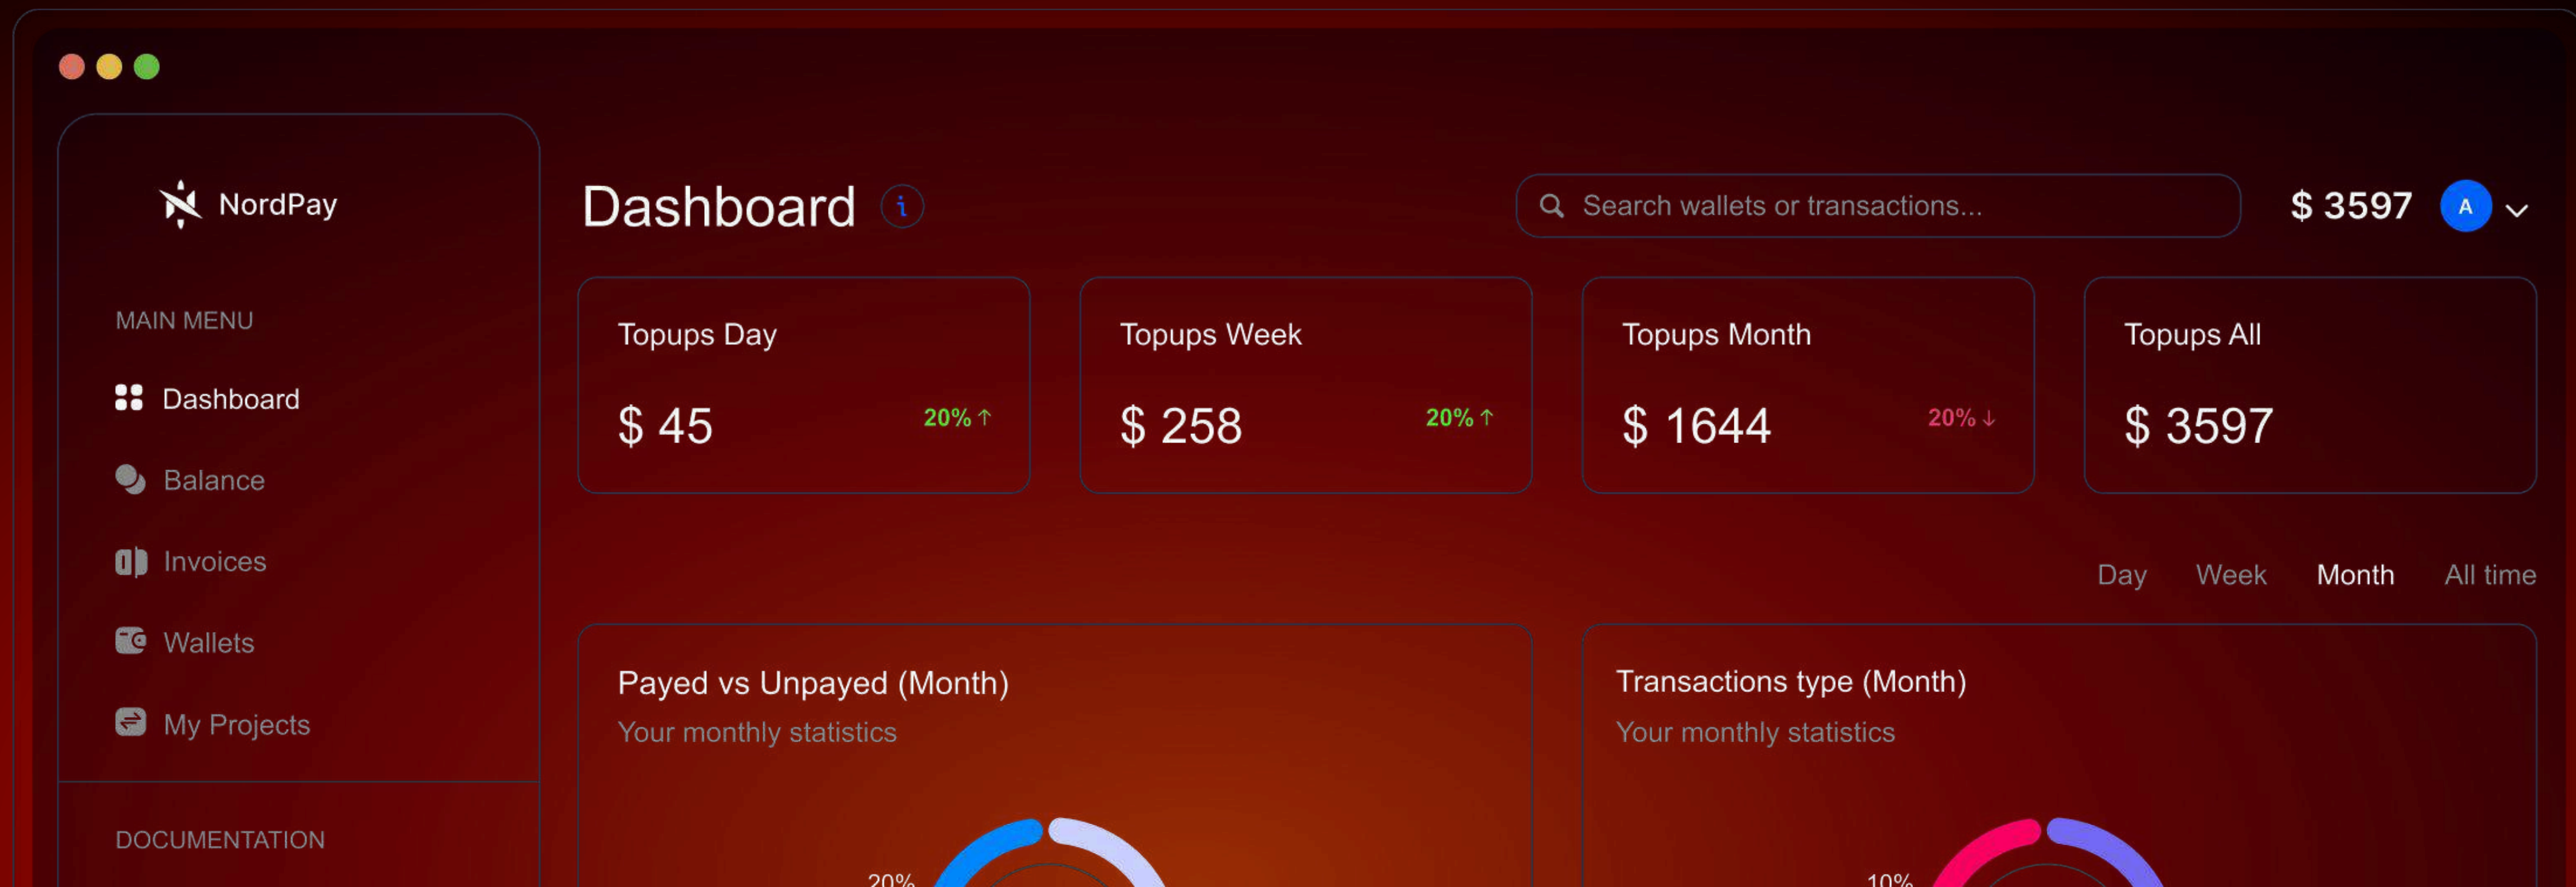 NordPay
MAIN MENU
Dashboard
Balance
Invoices
Wallets
My Projects
DOCUMENTATION
Dashboard i
Search wallets or transactions...
$ 3597 A
Topups Day
$ 45 20% ↑
Topups Week
$ 258 20% ↑
Topups Month
$ 1644 20% ↓
Topups All
$ 3597
Day Week Month All time
Payed vs Unpayed (Month)
Your monthly statistics
20%
Transactions type (Month)
Your monthly statistics
10%